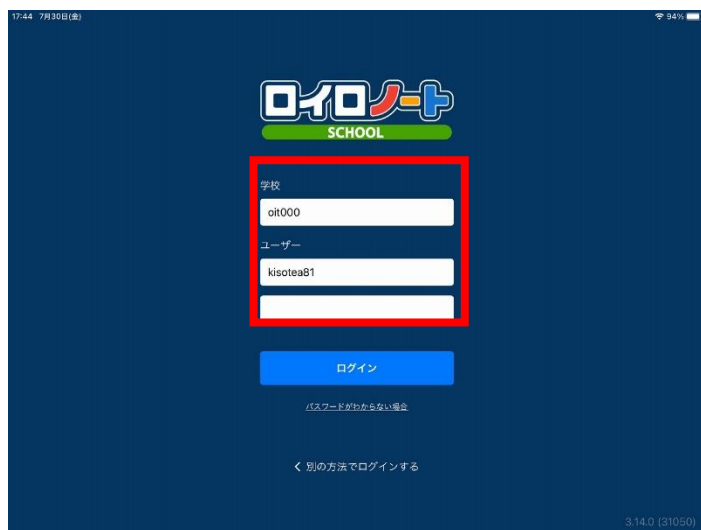 17:44 7月30日(金)
94%
ロイロノート
SCHOOL
学校
oit000
ユーザー
kisotea81
ログイン
パスワードがわからない場合
く 別の方法でログインする
3.14.0 (31050)